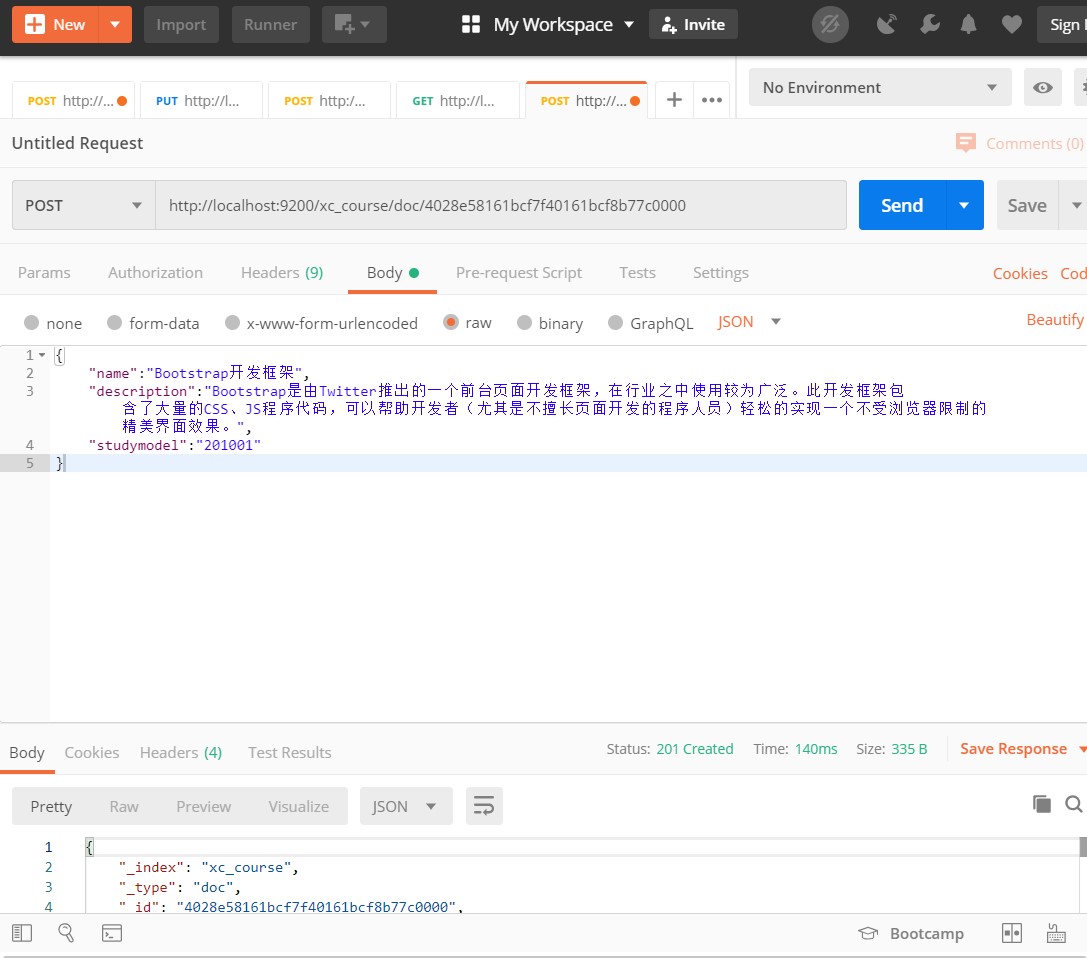 New Import Runner My Workspace Invite Sign
POST http://... PUT http://l... POST http:/... GET http://l... POST http://... No Environment
Untitled Request Comments (0)
POST http://localhost:9200/xc_course/doc/4028e58161bcf7f40161bcf8b77c0000 Send Save
Params Authorization Headers (9) Body Pre-request Script Tests Settings Cookies Cod
none form-data x-www-form-urlencoded raw binary GraphQL JSON Beautify
1 {
2 "name":"Bootstrap开发框架",
3 "description":"Bootstrap是由Twitter推出的一个前台页面开发框架，在行业之中使用较为广泛。此开发框架包
含了大量的CSS、JS程序代码，可以帮助开发者（尤其是不擅长页面开发的程序人员）轻松的实现一个不受浏览器限制的
精美界面效果。",
4 "studymodel":"201001"
5 }
Body Cookies Headers (4) Test Results Status: 201 Created Time: 140ms Size: 335 B Save Response
Pretty Raw Preview Visualize JSON
1 {
2 "_index": "xc_course",
3 "_type": "doc",
4 "_id": "4028e58161bcf7f40161bcf8b77c0000",
Bootcamp